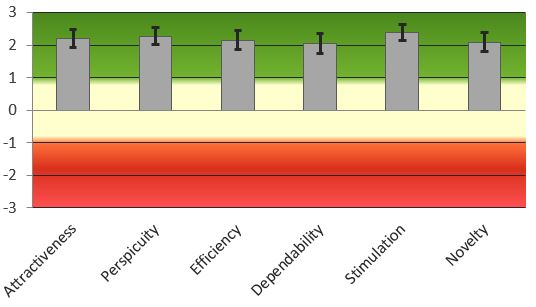 3
2
1
0
-1
-2
-3
Attractiveness
Perspicuity
Efficiency
Dependability
Stimulation
Novelty